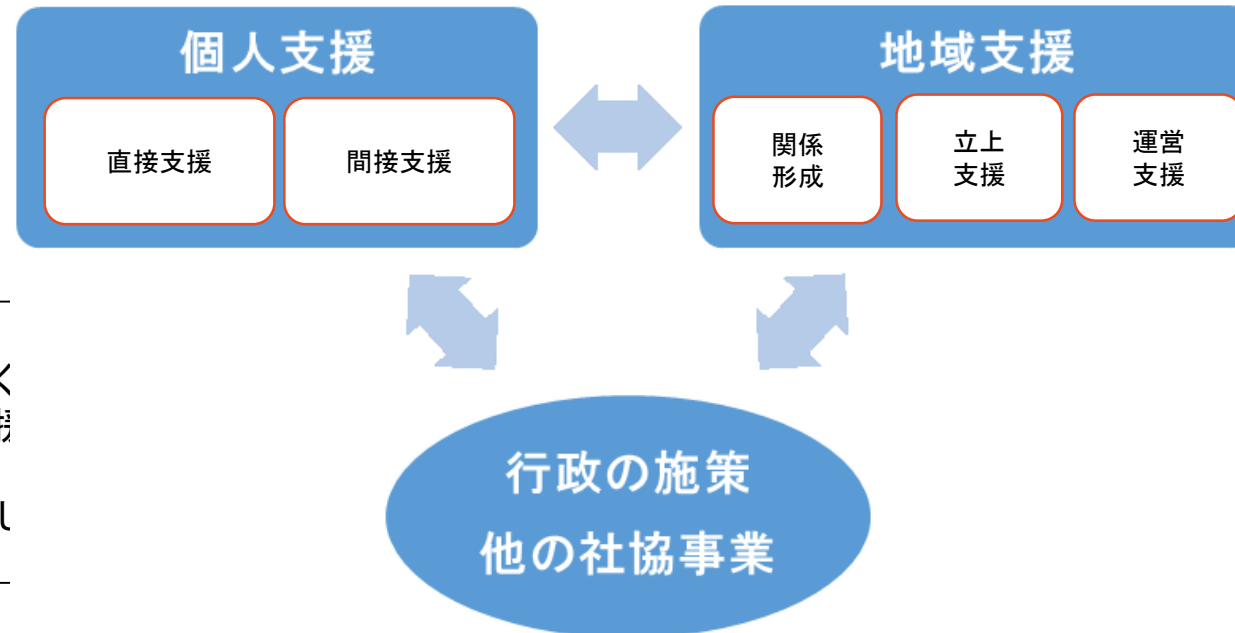 個人支援
直接支援
間接支援
地域支援
関係
形成
立上
支援
運営
支援
行政の施策
他の社協事業